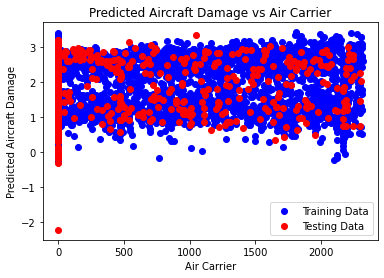 Predicted Aircraft Damage vs Air Carrier
Predicted Aircraft Damage
3
2
1
0
−1
−2
0 500 1000 1500 2000
Air Carrier
Training Data
Testing Data